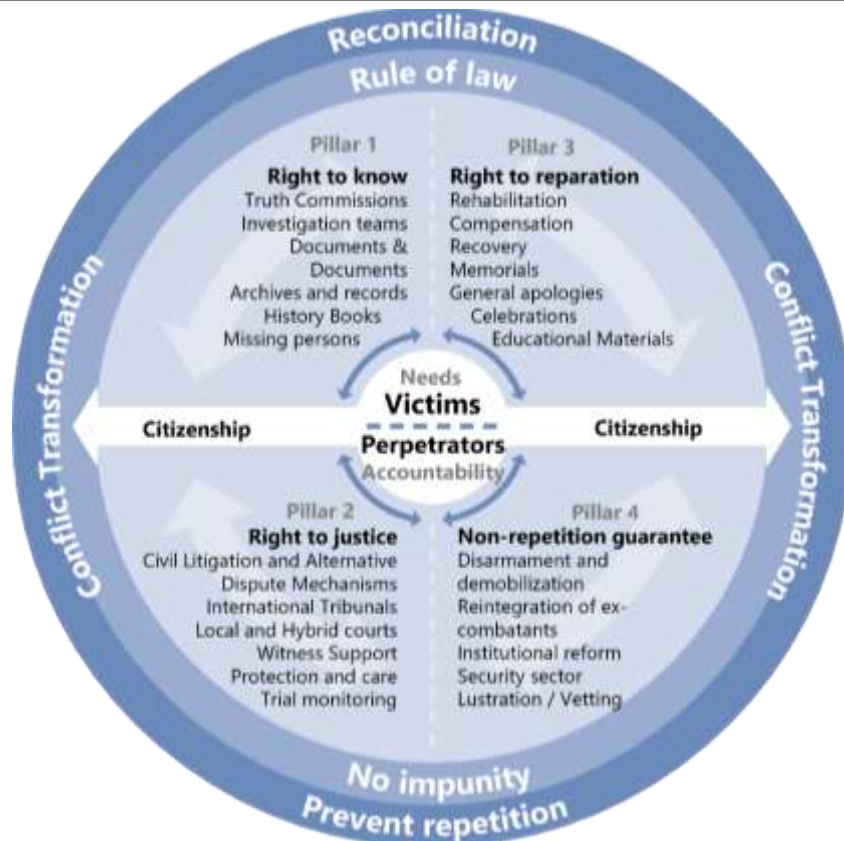 Reconciliation
Rule of law
Conflict Transformation
Conflict Transformation
Pillar 1
Right to know
Truth Commissions
Investigation teams
Documents &
Documents
Archives and records
History Books
Missing persons
Pillar 3
Right to reparation
Rehabilitation
Compensation
Recovery
Memorials
General apologies
Celebrations
Educational Materials
Needs
Victims
Citizenship
Citizenship
Perpetrators
Accountability
Pillar 2
Right to justice
Civil Litigation and Alternative
Dispute Mechanisms
International Tribunals
Local and Hybrid courts
Witness Support
Protection and care
Trial monitoring
Pillar 4
Non-repetition guarantee
Disarmament and
demobilization
Reintegration of ex-
combatants
Institutional reform
Security sector
Lustration / Vetting
No impunity
Prevent repetition